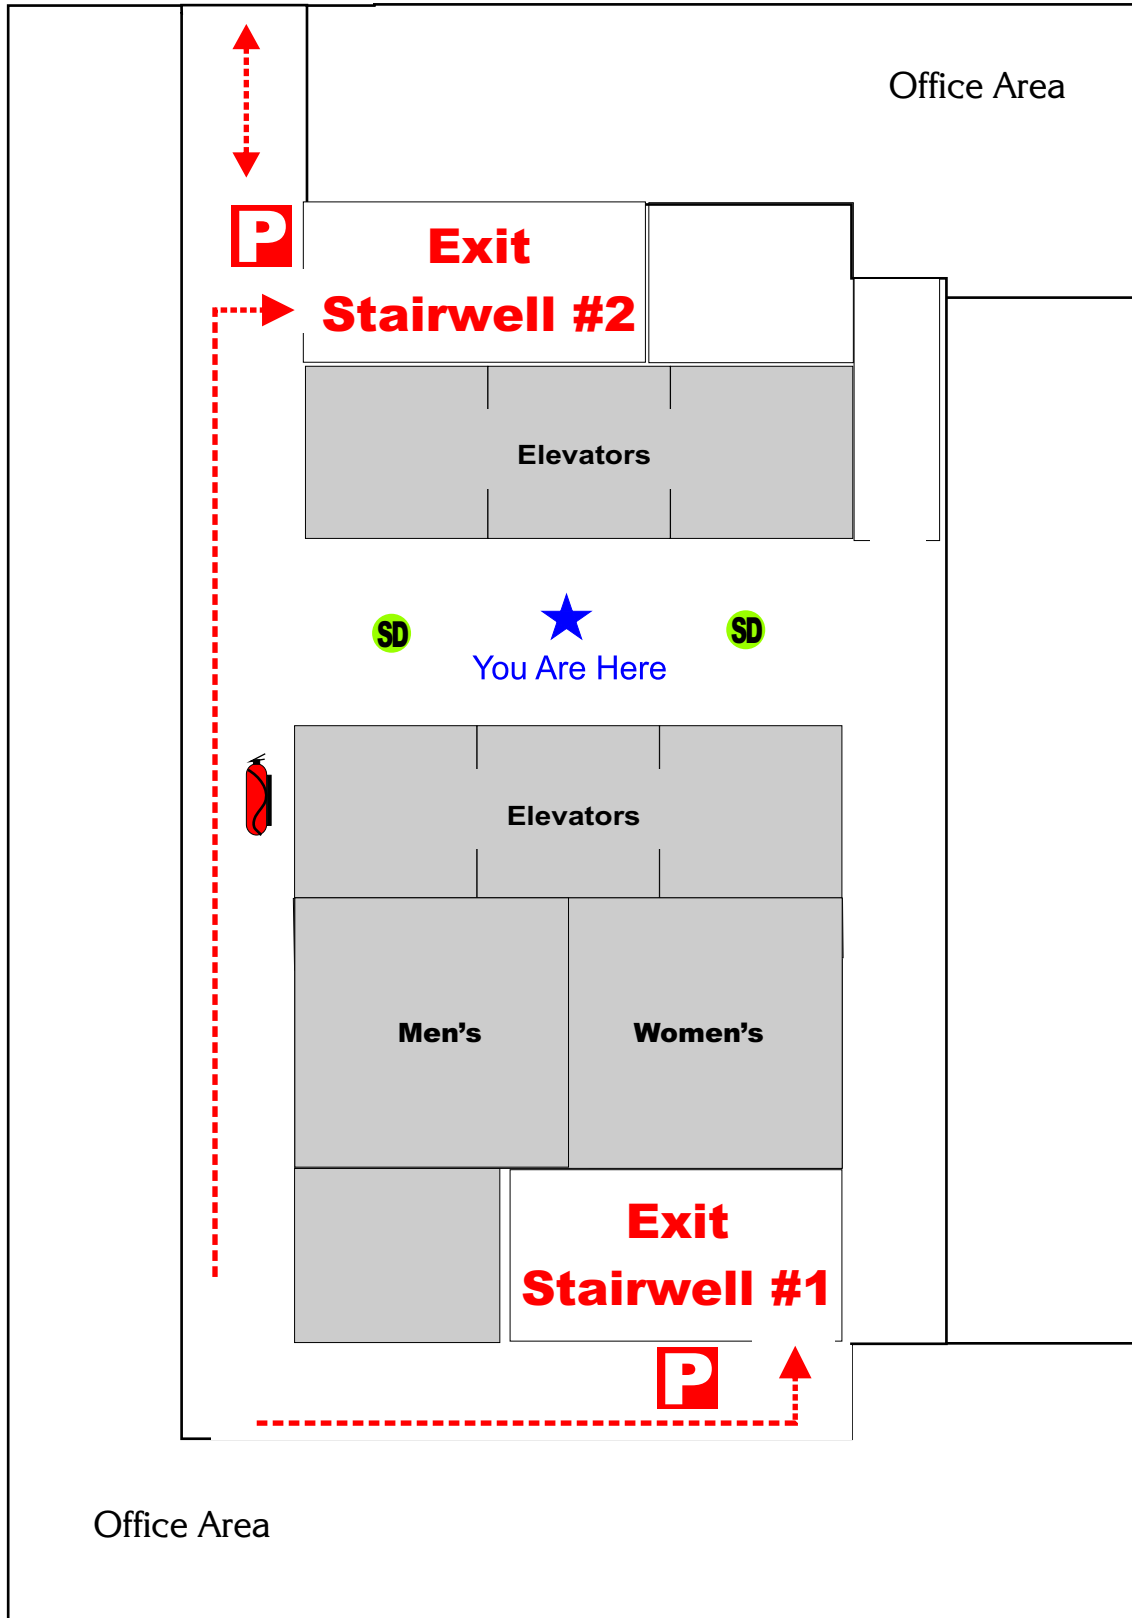 Office Area
P
Exit
Stairwell #2
Elevators
SD
SD
You Are Here
Elevators
Men’s
Women’s
Exit
Stairwell #1
P
Office Area